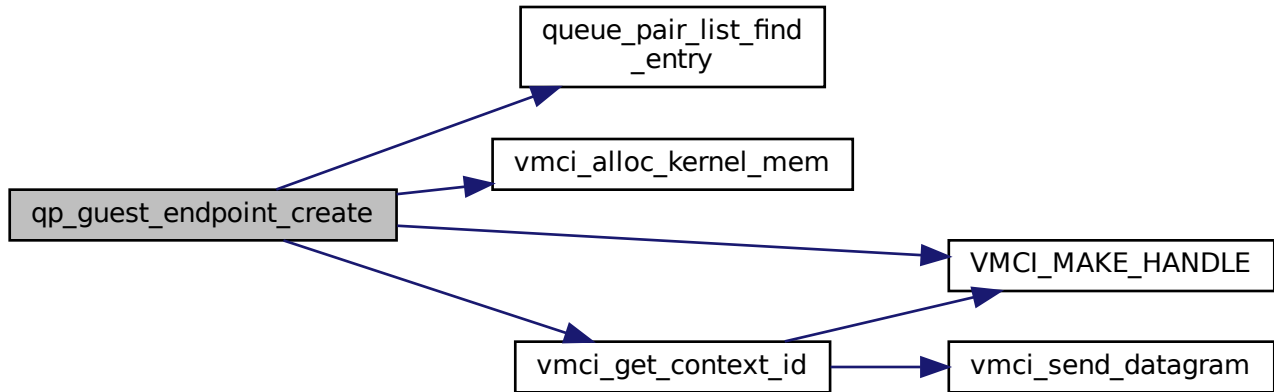 queue_pair_list_find
_entry
vmci_alloc_kernel_mem
qp_guest_endpoint_create
VMCI_MAKE_HANDLE
vmci_get_context_id
vmci_send_datagram